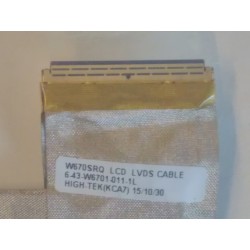 W670SRQ LCD LVDS CABLE
6-43-W6701-011-1L
HIGH-TEK(KCA7) 15/10/30